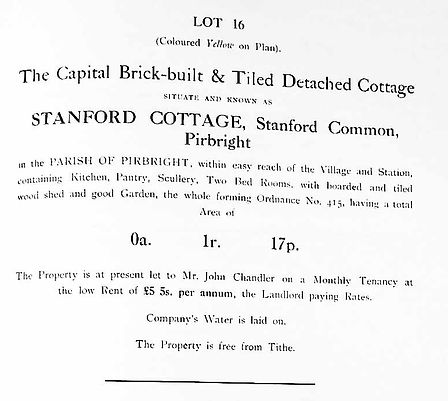 LOT 16
(Coloured Yellow on Plan).
The Capital Brick-built & Tiled Detached Cottage
SITUATE AND KNOWN AS
STANFORD COTTAGE, Stanford Common,
Pirbright
in the PARISH OF PIRBRIGHT, within easy reach of the Village and Station,
containing Kitchen, Pantry, Scullery, Two Bed Rooms, with boarded and tiled
wood shed and good Garden, the whole forming Ordnance No. 415, having a total
Area of
0a. 1r. 17p.
The Property is at present let to Mr. John Chandler on a Monthly Tenancy at
the low Rent of £5 5s. per annum, the Landlord paying Rates.
Company's Water is laid on.
The Property is free from Tithe.